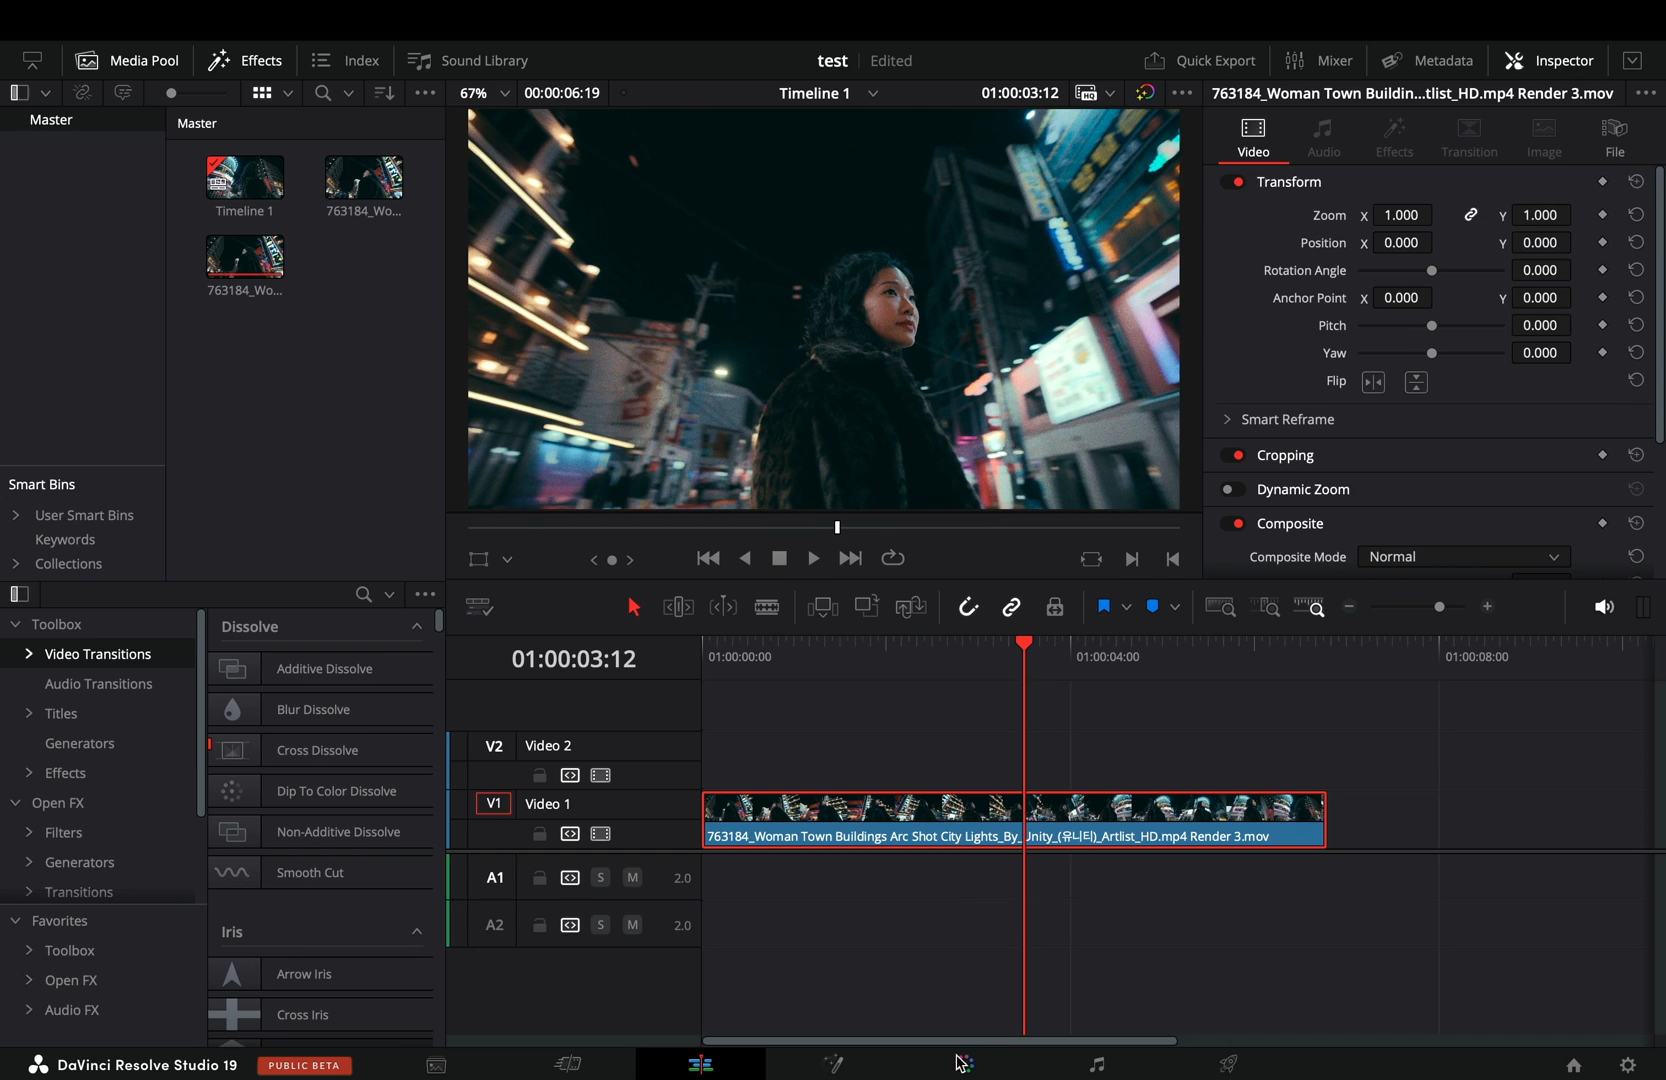 Media Pool
Effects
Index
Sound Library
test
Edited
Quick Export
Mixer
Metadata
Inspector
67%
00:00:06:19
Timeline 1
01:00:03:12
763184_Woman Town Buildin...tlist_HD.mp4 Render 3.mov
Master
Master
Timeline 1
763184_Wo...
763184_Wo...
Smart Bins
User Smart Bins
Keywords
Collections
Video
Audio
Effects
Transition
Image
File
Transform
Zoom X 1.000 Y 1.000
Position X 0.000 Y 0.000
Rotation Angle 0.000
Anchor Point X 0.000 Y 0.000
Pitch 0.000
Yaw 0.000
Flip
Smart Reframe
Cropping
Dynamic Zoom
Composite
Composite Mode Normal
Toolbox
Video Transitions
Audio Transitions
Titles
Generators
Effects
Open FX
Filters
Generators
Transitions
Favorites
Toolbox
Open FX
Audio FX
Dissolve
Additive Dissolve
Blur Dissolve
Cross Dissolve
Dip To Color Dissolve
Non-Additive Dissolve
Smooth Cut
Iris
Arrow Iris
Cross Iris
01:00:03:12
01:00:00:00
01:00:04:00
01:00:08:00
V2 Video 2
V1 Video 1
763184_Woman Town Buildings Arc Shot City Lights_By_Unity_(유니티)_Artlist_HD.mp4 Render 3.mov
A1 S M 2.0
A2 S M 2.0
DaVinci Resolve Studio 19
PUBLIC BETA